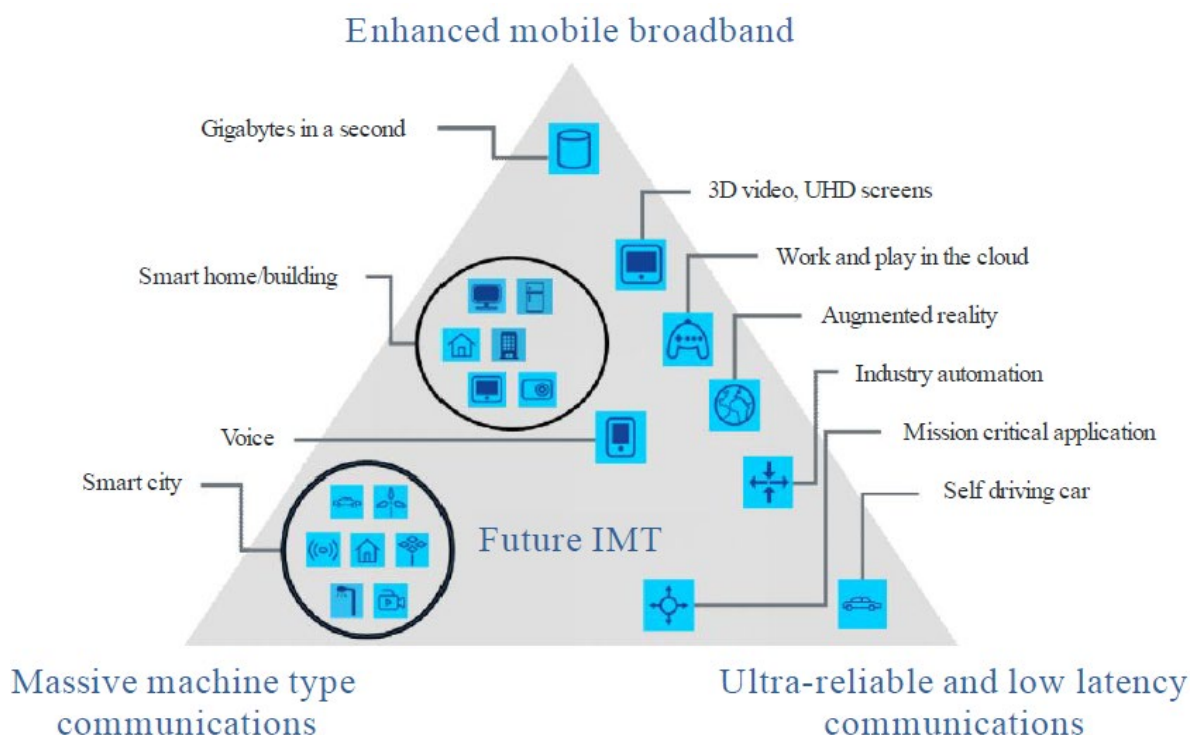 Enhanced mobile broadband
Gigabytes in a second
3D video, UHD screens
Work and play in the cloud
Smart home/building
Augmented reality
Industry automation
Voice
Mission critical application
Smart city
Self driving car
Future IMT
Massive machine type
communications
Ultra-reliable and low latency
communications